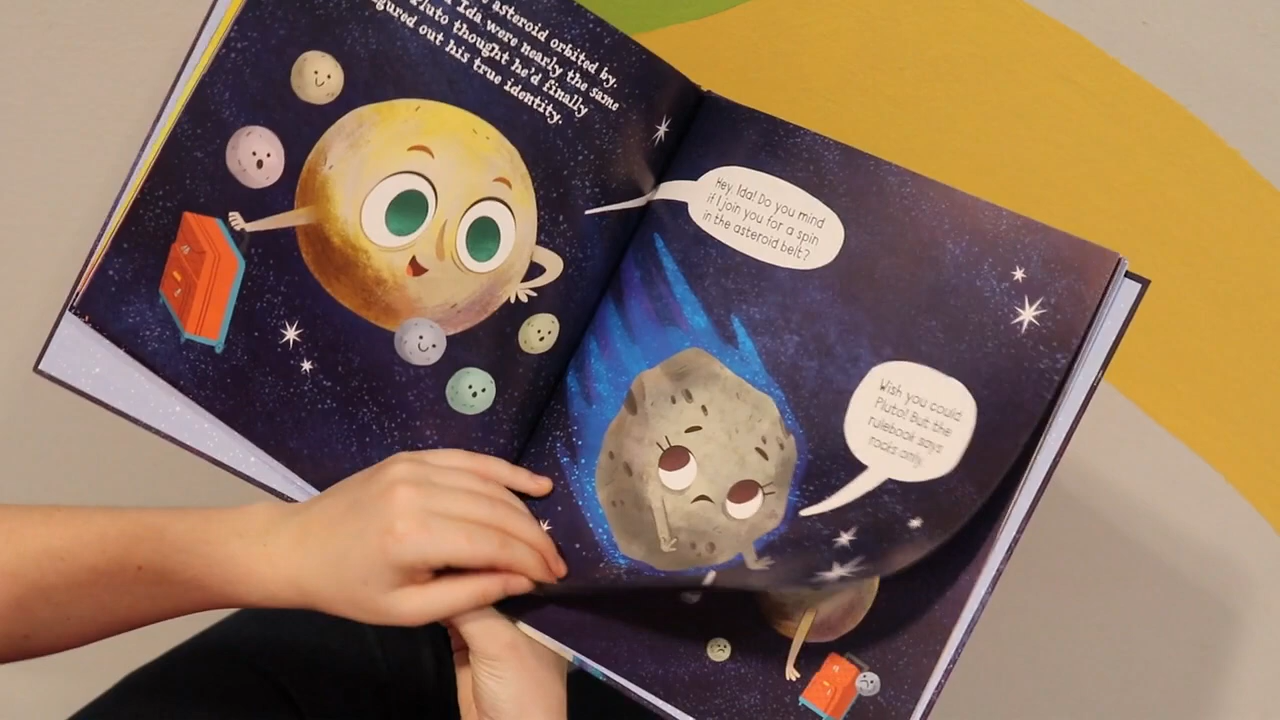 asteroid orbited by.
Ida were nearly the same
Pluto thought he'd finally
figured out his true identity.
Hey, Ida! Do you mind
if I join you for a spin
in the asteroid belt?
Wish you could,
Pluto! But the
rulebook says
rocks only.